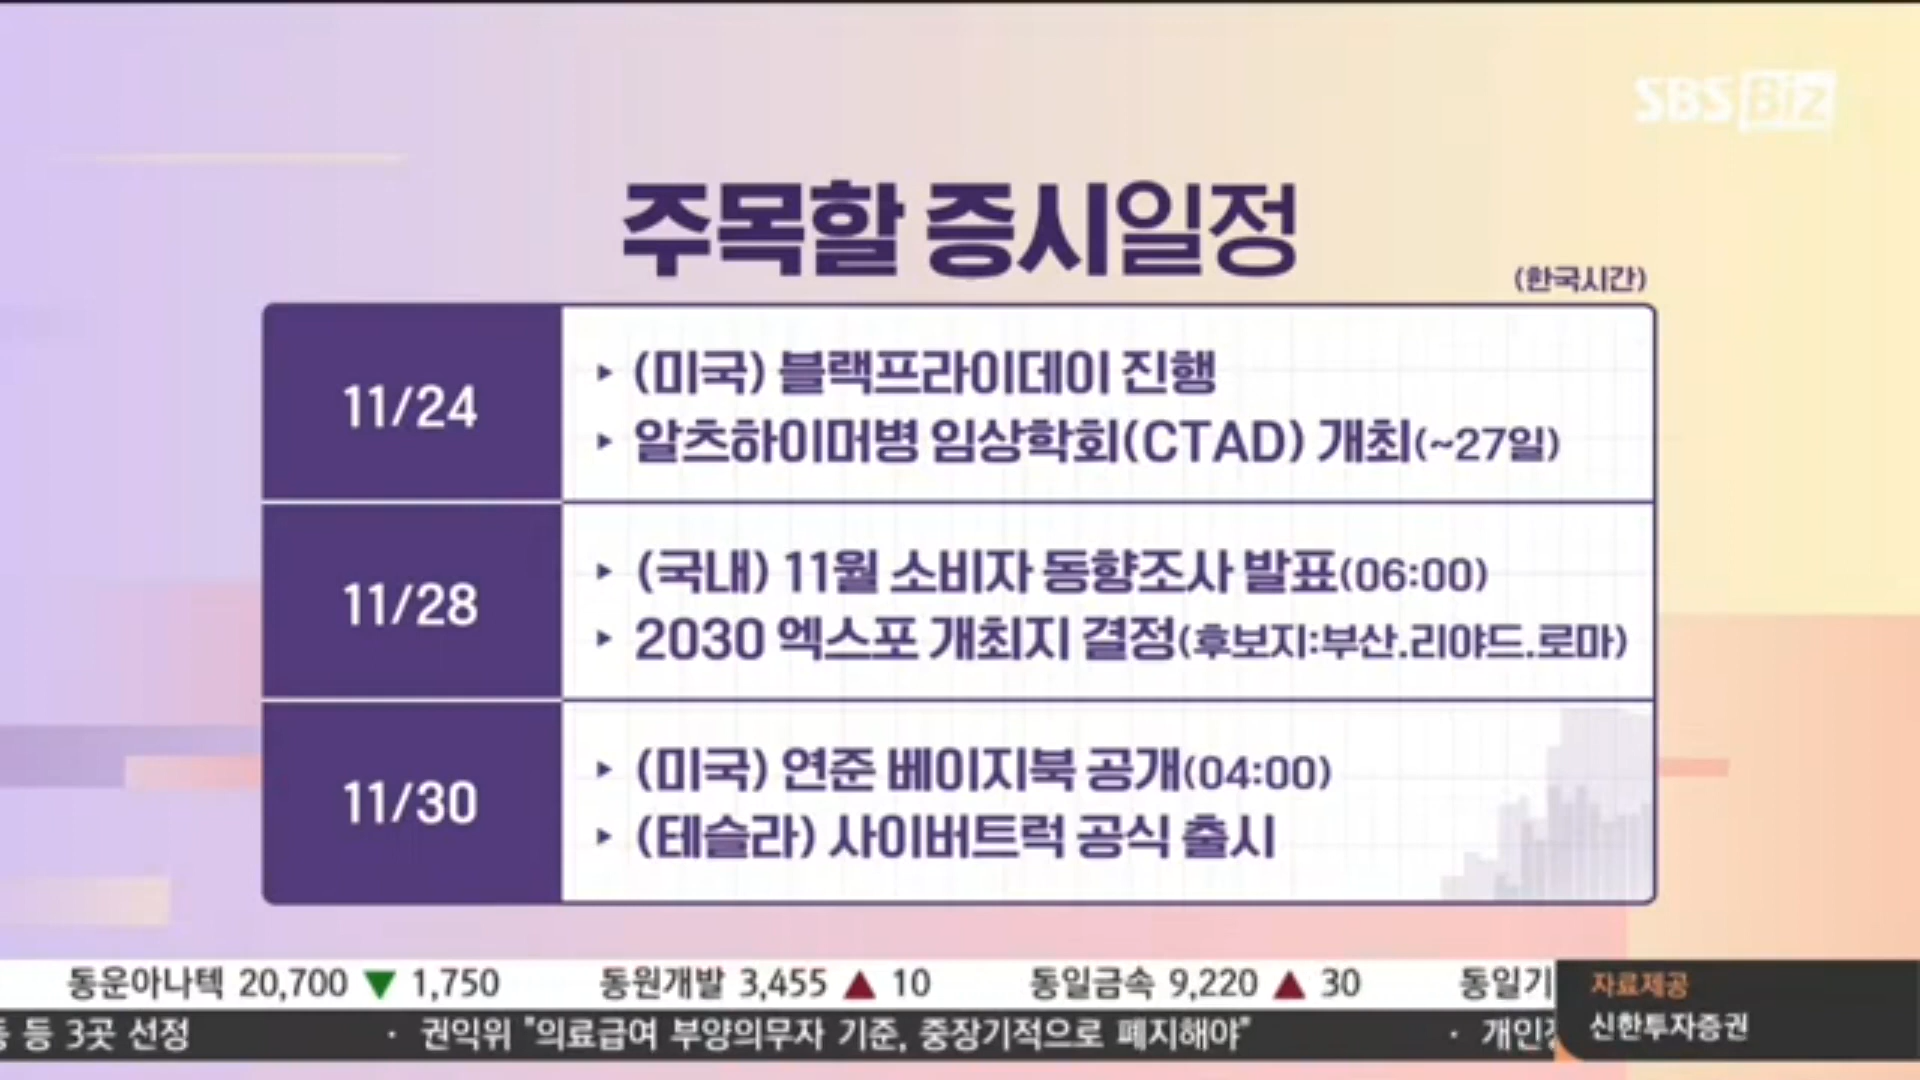 SBS Biz
주목할 증시일정
(한국시간)
11/24
▸ (미국) 블랙프라이데이 진행
▸ 알츠하이머병 임상학회(CTAD) 개최(~27일)
11/28
▸ (국내) 11월 소비자 동향조사 발표(06:00)
▸ 2030 엑스포 개최지 결정(후보지:부산.리야드.로마)
11/30
▸ (미국) 연준 베이지북 공개(04:00)
▸ (테슬라) 사이버트럭 공식 출시
동운아나텍 20,700 ▼ 1,750 동원개발 3,455 ▲ 10 동일금속 9,220 ▲ 30 동일기
자료제공
등 3곳 선정 · 권익위 "의료급여 부양의무자 기준, 중장기적으로 폐지해야" · 개인
신한투자증권